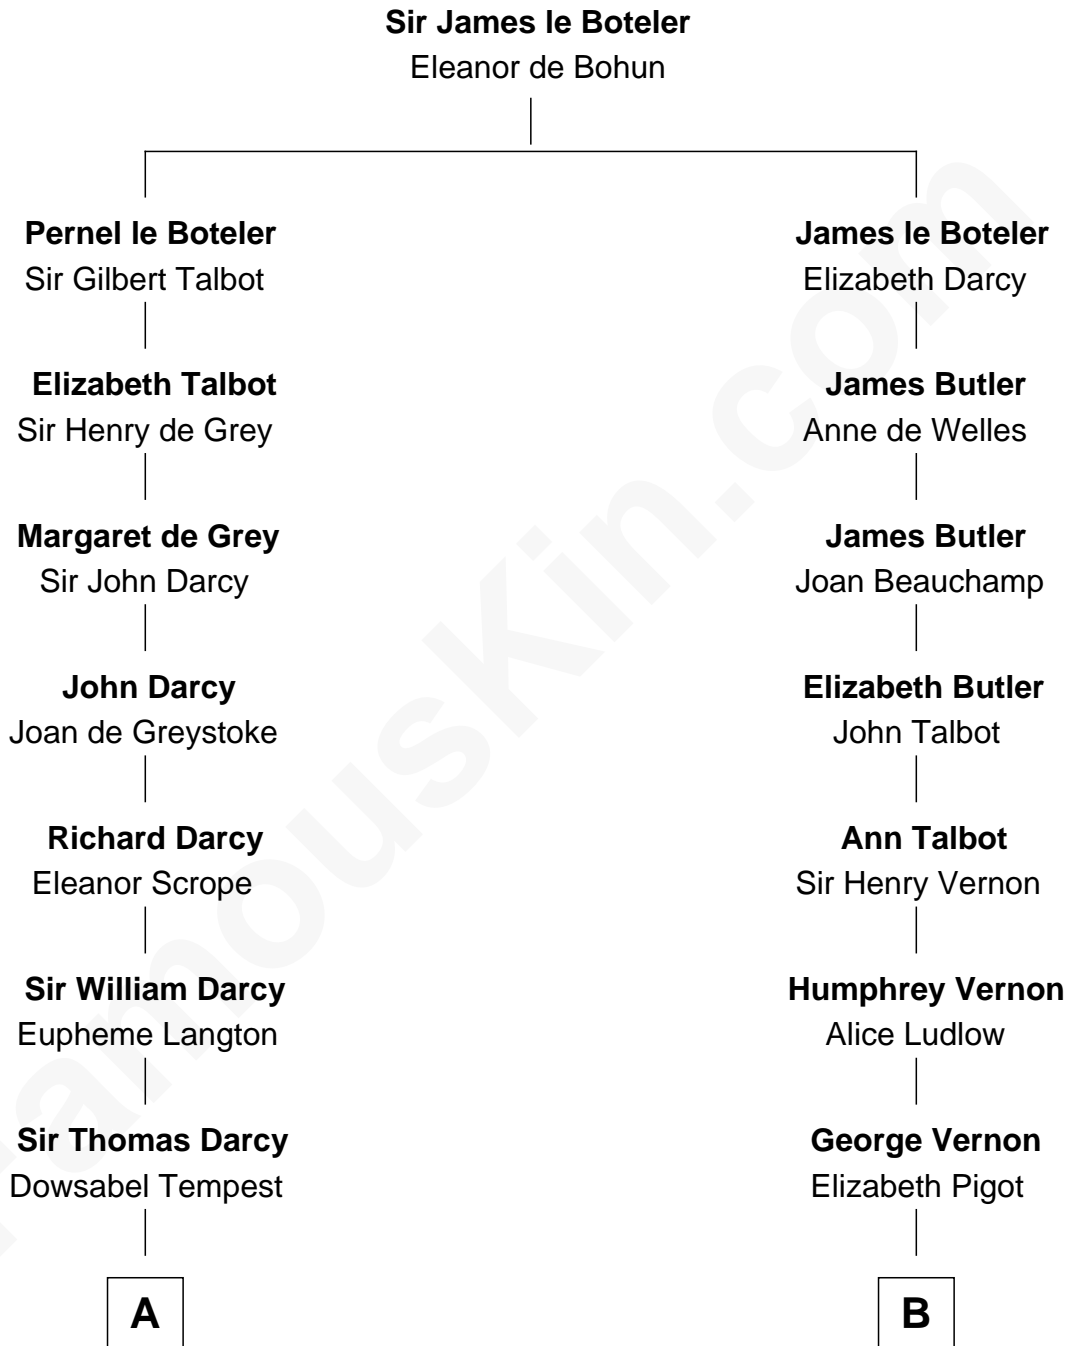 Sir James le Boteler
Eleanor de Bohun
Pernel le Boteler
Sir Gilbert Talbot
James le Boteler
Elizabeth Darcy
Elizabeth Talbot
Sir Henry de Grey
James Butler
Anne de Welles
Margaret de Grey
Sir John Darcy
James Butler
Joan Beauchamp
John Darcy
Joan de Greystoke
Elizabeth Butler
John Talbot
Richard Darcy
Eleanor Scrope
Ann Talbot
Sir Henry Vernon
Sir William Darcy
Eupheme Langton
Humphrey Vernon
Alice Ludlow
Sir Thomas Darcy
Dowsabel Tempest
George Vernon
Elizabeth Pigot
A
B
FamousKin.com